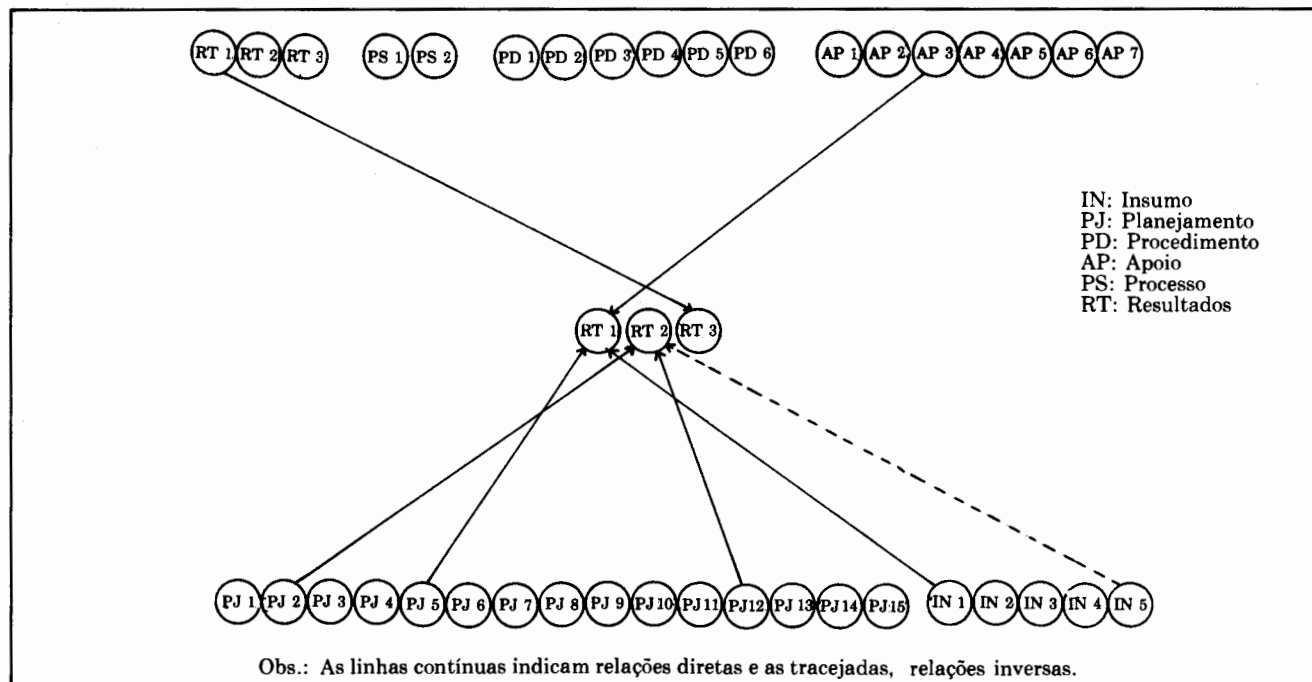 RT 1 RT 2 RT 3 PS 1 PS 2 PD 1 PD 2 PD 3 PD 4 PD 5 PD 6 AP 1 AP 2 AP 3 AP 4 AP 5 AP 6 AP 7
IN: Insumo
PJ: Planejamento
PD: Procedimento
AP: Apoio
PS: Processo
RT: Resultados
RT 1 RT 2 RT 3
PJ 1 PJ 2 PJ 3 PJ 4 PJ 5 PJ 6 PJ 7 PJ 8 PJ 9 PJ 10 PJ 11 PJ 12 PJ 13 PJ 14 PJ 15 IN 1 IN 2 IN 3 IN 4 IN 5
Obs.: As linhas contínuas indicam relações diretas e as tracejadas, relações inversas.